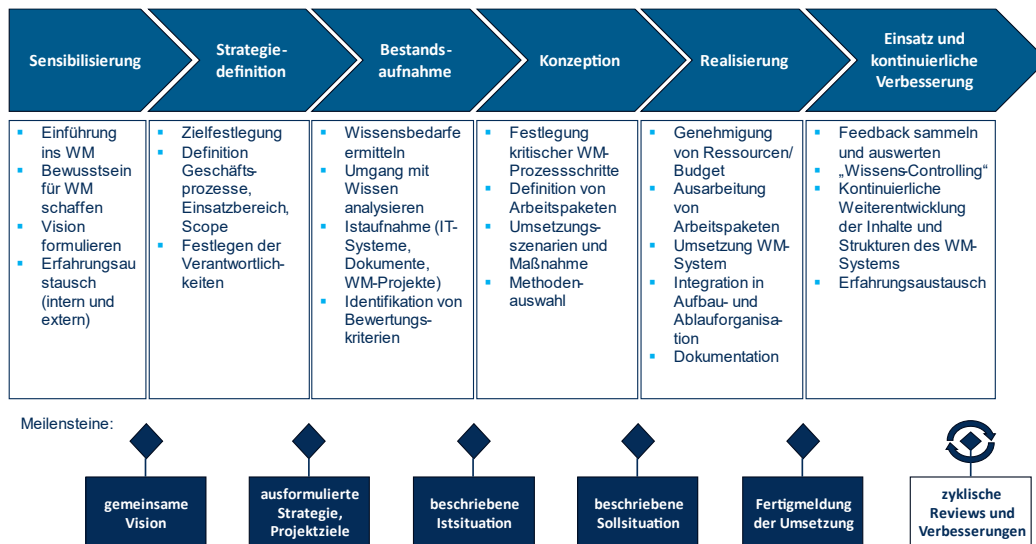 Sensibilisierung
Strategie-
definition
Bestands-
aufnahme
Konzeption
Realisierung
Einsatz und
kontinuierliche
Verbesserung
▪ Einführung
ins WM
▪ Bewusstsein
für WM
schaffen
▪ Vision
formulieren
▪ Erfahrungsau
stausch
(intern und
extern)
▪ Zielfestlegung
▪ Definition
Geschäfts-
prozesse,
Einsatzbereich,
Scope
▪ Festlegen der
Verantwortlich-
keiten
▪ Wissensbedarfe
ermitteln
▪ Umgang mit
Wissen
analysieren
▪ Istaufnahme (IT-
Systeme,
Dokumente,
WM-Projekte)
▪ Identifikation von
Bewertungs-
kriterien
▪ Festlegung
kritischer WM-
Prozessschritte
▪ Definition von
Arbeitspaketen
▪ Umsetzungs-
szenarien und
Maßnahme
▪ Methoden-
auswahl
▪ Genehmigung
von Ressourcen/
Budget
▪ Ausarbeitung
von
Arbeitspaketen
▪ Umsetzung WM-
System
▪ Integration in
Aufbau- und
Ablauforganisa-
tion
▪ Dokumentation
▪ Feedback sammeln
und auswerten
▪ „Wissens-Controlling“
▪ Kontinuierliche
Weiterentwicklung
der Inhalte und
Strukturen des WM-
Systems
▪ Erfahrungsaustausch
Meilensteine:
gemeinsame
Vision
ausformulierte
Strategie,
Projektziele
beschriebene
Istsituation
beschriebene
Sollsituation
Fertigmeldung
der Umsetzung
zyklische
Reviews und
Verbesserungen